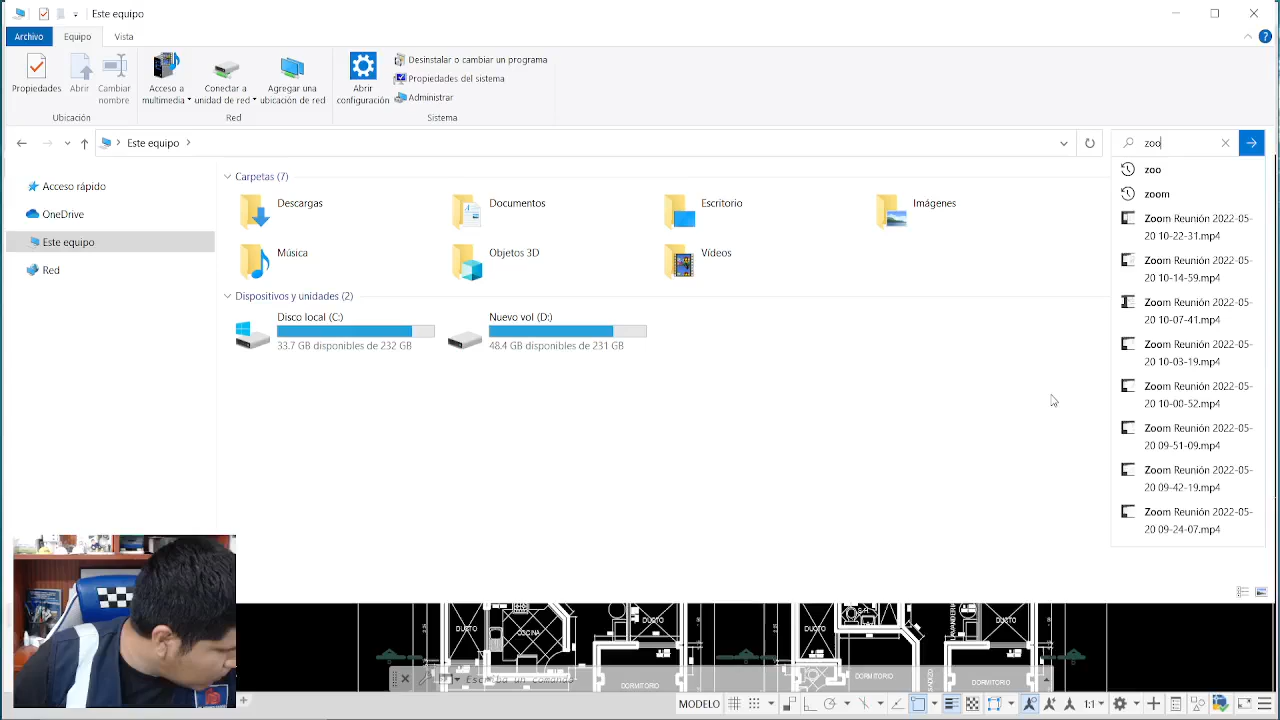 Este equipo
Archivo
Equipo
Vista
Propiedades
Abrir
Cambiar
nombre
Ubicación
Acceso a
multimedia
Conectar a
unidad de red
Agregar una
ubicación de red
Red
Abrir
configuración
Desinstalar o cambiar un programa
Propiedades del sistema
Administrar
Sistema
Este equipo
zoo
Acceso rápido
OneDrive
Este equipo
Red
Carpetas (7)
Descargas
Documentos
Escritorio
Imágenes
Música
Objetos 3D
Vídeos
Dispositivos y unidades (2)
Disco local (C:)
33.7 GB disponibles de 232 GB
Nuevo vol (D:)
48.4 GB disponibles de 231 GB
zoo
zoom
Zoom Reunión 2022-05-
20 10-22-31.mp4
Zoom Reunión 2022-05-
20 10-14-59.mp4
Zoom Reunión 2022-05-
20 10-07-41.mp4
Zoom Reunión 2022-05-
20 10-03-19.mp4
Zoom Reunión 2022-05-
20 10-00-52.mp4
Zoom Reunión 2022-05-
20 09-51-09.mp4
Zoom Reunión 2022-05-
20 09-42-19.mp4
Zoom Reunión 2022-05-
20 09-24-07.mp4
DUCTO
COCINA
DUCTO
DUCTO
LAVANDERIA
DUCTO
DORMITORIO
DORMITORIO
DORMITORIO
Escriba un comando
MODELO
1:1